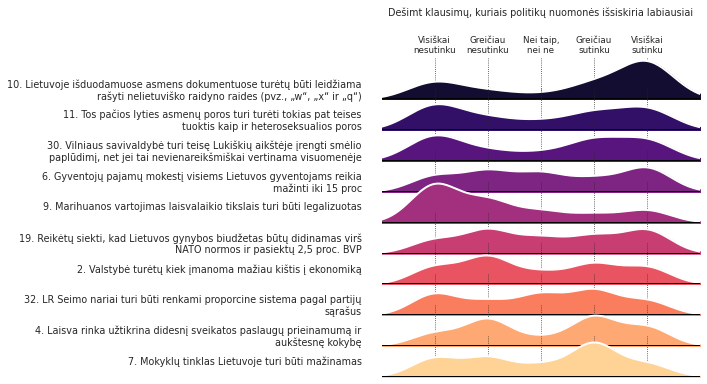 Dešimt klausimų, kuriais politikų nuomonės išsiskiria labiausiai
Visiškai nesutinku
Greičiau nesutinku
Nei taip, nei ne
Greičiau sutinku
Visiškai sutinku
10. Lietuvoje išduodamuose asmens dokumentuose turėtų būti leidžiama
rašyti nelietuviško raidyno raides (pvz., „w“, „x“ ir „q“)
11. Tos pačios lyties asmenų poros turi turėti tokias pat teises
tuoktis kaip ir heteroseksualios poros
30. Vilniaus savivaldybė turi teisę Lukiškių aikštėje įrengti smėlio
paplūdimį, net jei tai nevienareikšmiškai vertinama visuomenėje
6. Gyventojų pajamų mokestį visiems Lietuvos gyventojams reikia
mažinti iki 15 proc
9. Marihuanos vartojimas laisvalaikio tikslais turi būti legalizuotas
19. Reikėtų siekti, kad Lietuvos gynybos biudžetas būtų didinamas virš
NATO normos ir pasiektų 2,5 proc. BVP
2. Valstybė turėtų kiek įmanoma mažiau kištis į ekonomiką
32. LR Seimo nariai turi būti renkami proporcine sistema pagal partijų
sąrašus
4. Laisva rinka užtikrina didesnį sveikatos paslaugų prieinamumą ir
aukštesnę kokybę
7. Mokyklų tinklas Lietuvoje turi būti mažinamas